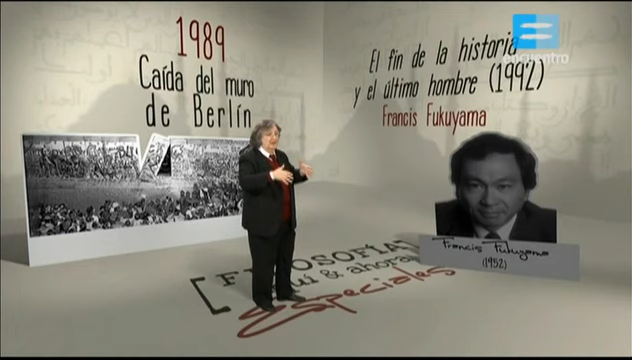 1989
Caída del muro
de Berlín
El fin de la historia
y el último hombre (1992)
Francis Fukuyama
encuentro
Francis Fukuyama
(1952)
[FILOSOFÍA
aquí & ahora]
Especiales